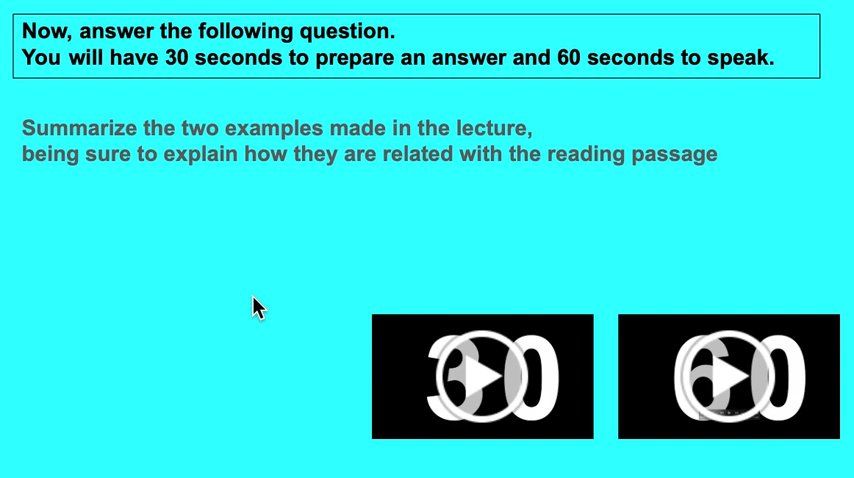 Now, answer the following question.
You will have 30 seconds to prepare an answer and 60 seconds to speak.
Summarize the two examples made in the lecture,
being sure to explain how they are related with the reading passage
30
60